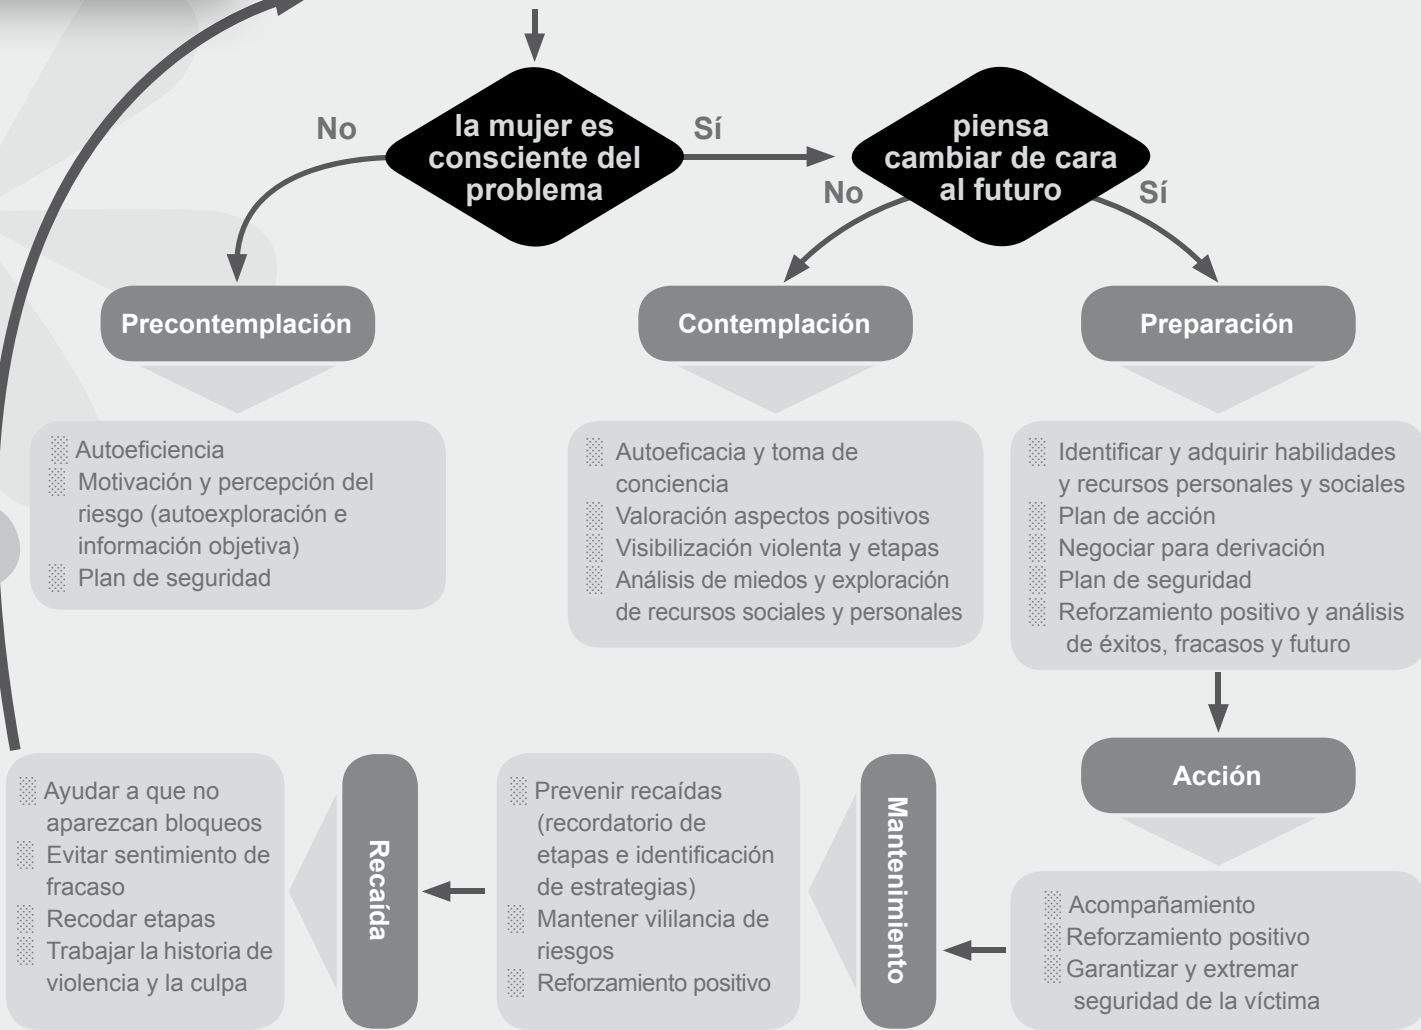 la mujer es
consciente del
problema
No
Sí
piensa
cambiar de cara
al futuro
No
Sí
Precontemplación
Autoeficiencia
Motivación y percepción del
riesgo (autoexploración e
información objetiva)
Plan de seguridad
Contemplación
Autoeficacia y toma de
conciencia
Valoración aspectos positivos
Visibilización violenta y etapas
Análisis de miedos y exploración
de recursos sociales y personales
Preparación
Identificar y adquirir habilidades
y recursos personales y sociales
Plan de acción
Negociar para derivación
Plan de seguridad
Reforzamiento positivo y análisis
de éxitos, fracasos y futuro
Acción
Acompañamiento
Reforzamiento positivo
Garantizar y extremar
seguridad de la víctima
Mantenimiento
Prevenir recaídas
(recordatorio de
etapas e identificación
de estrategias)
Mantener vililancia de
riesgos
Reforzamiento positivo
Recaída
Ayudar a que no
aparezcan bloqueos
Evitar sentimiento de
fracaso
Recodar etapas
Trabajar la historia de
violencia y la culpa